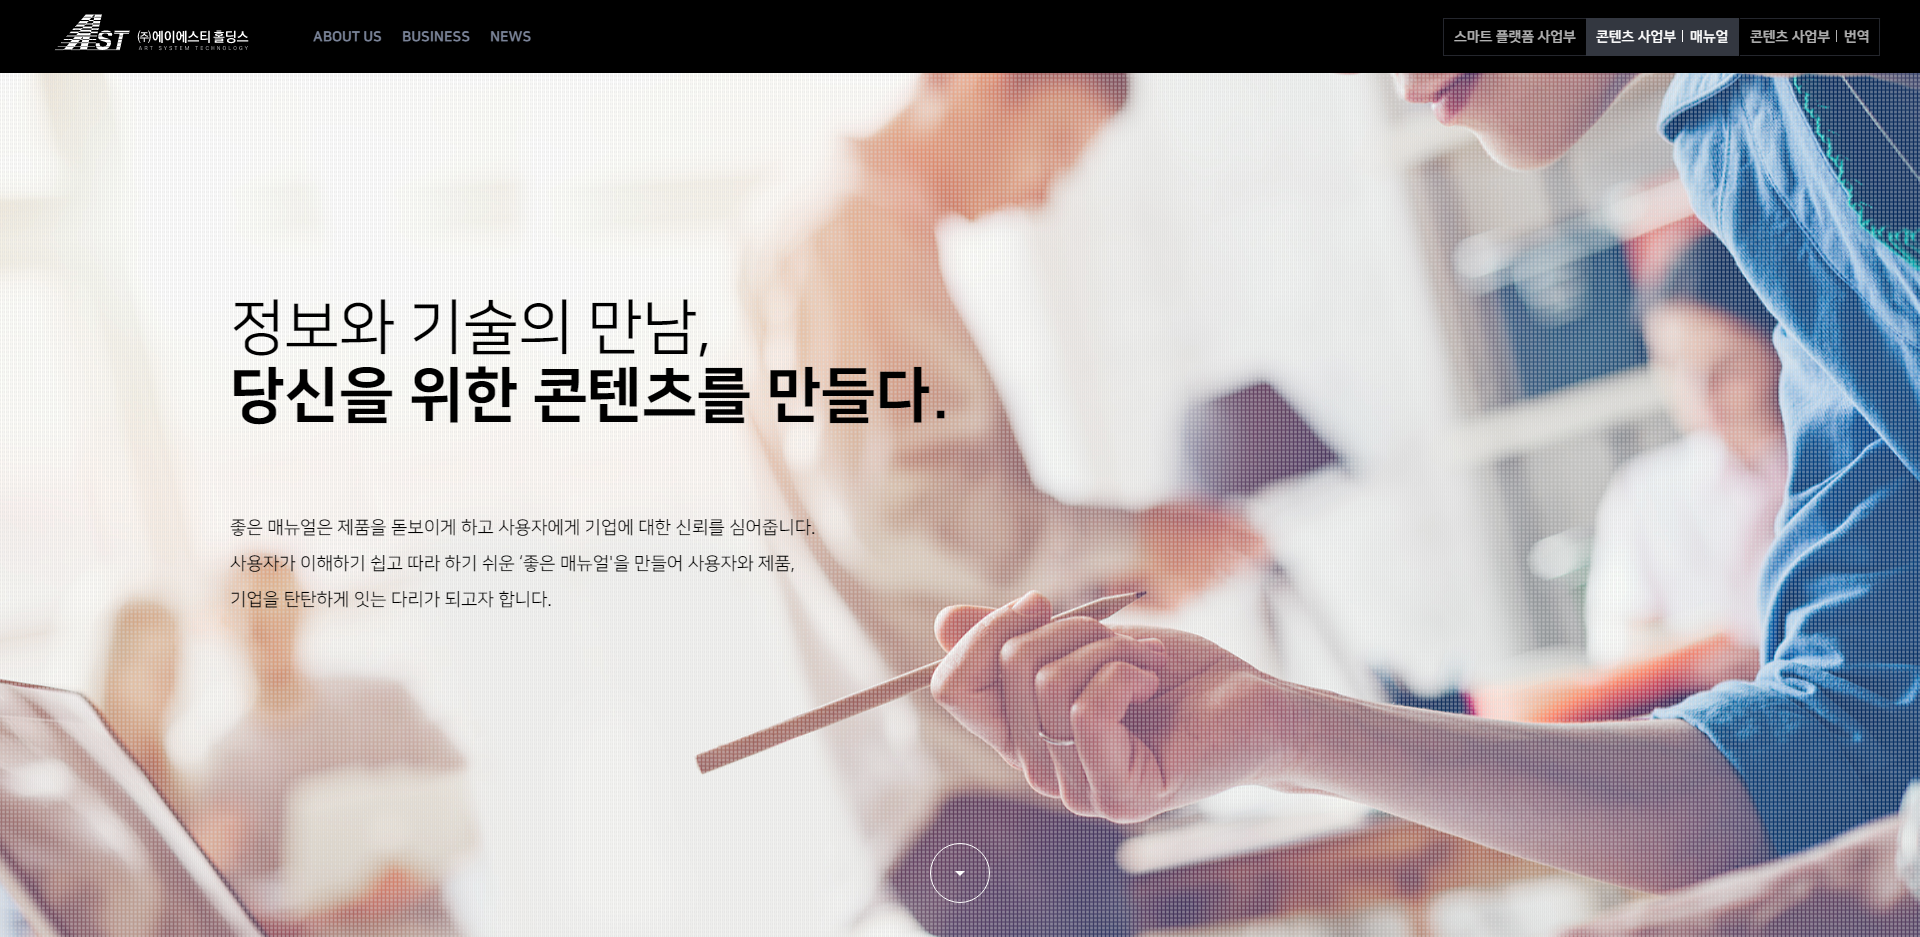 AST (주)에이에스티 홀딩스
ART SYSTEM TECHNOLOGY
ABOUT US BUSINESS NEWS
스마트 플랫폼 사업부 콘텐츠 사업부 | 매뉴얼 콘텐츠 사업부 | 번역
정보와 기술의 만남,
당신을 위한 콘텐츠를 만들다.
좋은 매뉴얼은 제품을 돋보이게 하고 사용자에게 기업에 대한 신뢰를 심어줍니다.
사용자가 이해하기 쉽고 따라 하기 쉬운 ‘좋은 매뉴얼'을 만들어 사용자와 제품,
기업을 탄탄하게 잇는 다리가 되고자 합니다.